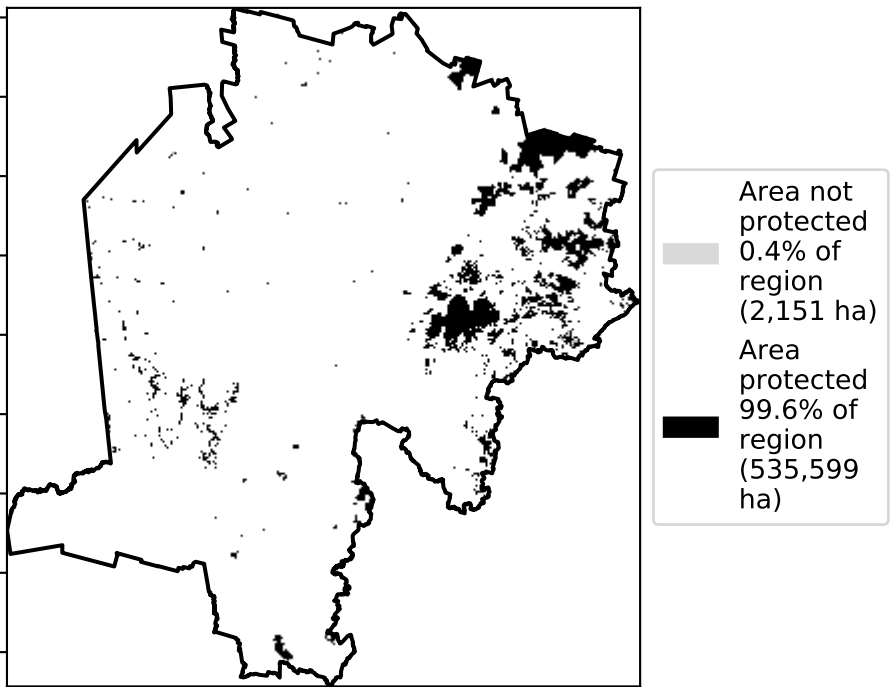 Area not
protected
0.4% of
region
(2,151 ha)
Area
protected
99.6% of
region
(535,599
ha)